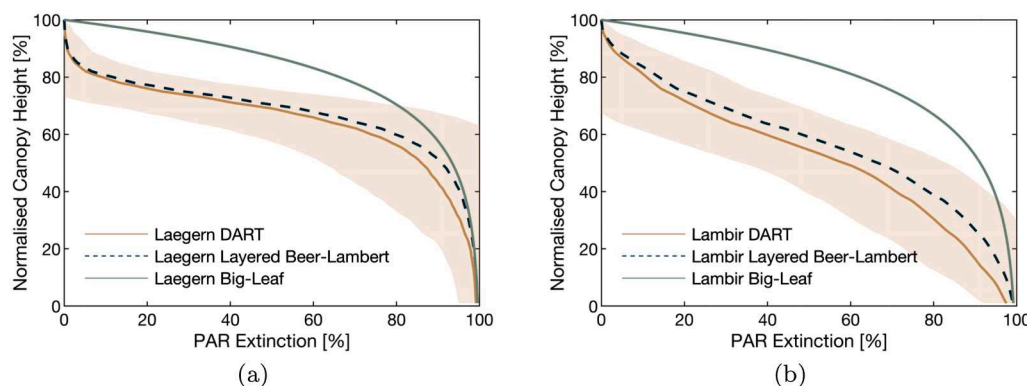 Normalised Canopy Height [%]
100
80
60
40
20
0
Laegern DART
Laegern Layered Beer-Lambert
Laegern Big-Leaf
0 20 40 60 80 100
PAR Extinction [%]
(a)
Normalised Canopy Height [%]
100
80
60
40
20
0
Lambir DART
Lambir Layered Beer-Lambert
Lambir Big-Leaf
0 20 40 60 80 100
PAR Extinction [%]
(b)